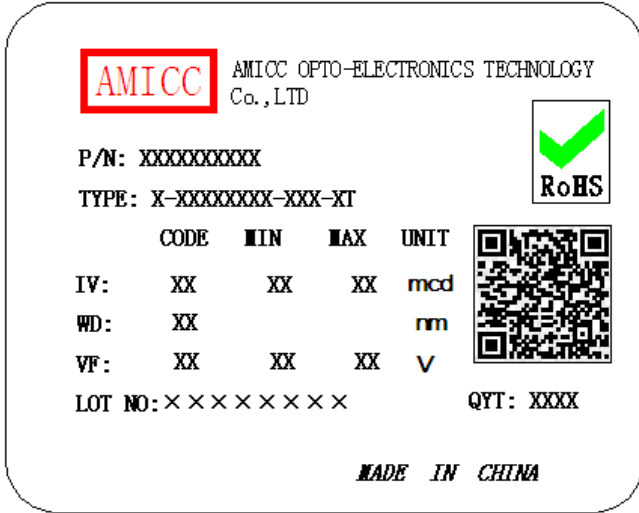 AMICC
AMICC OPTO-ELECTRONICS TECHNOLOGY
Co.,LTD
RoHS
P/N: XXXXXXXXXX
TYPE: X-XXXXXXXX-XXX-XT
CODE MIN MAX UNIT
IV: XX XX XX mcd
WD: XX nm
VF: XX XX XX V
LOT NO:××××××××
QYT: XXXX
MADE IN CHINA